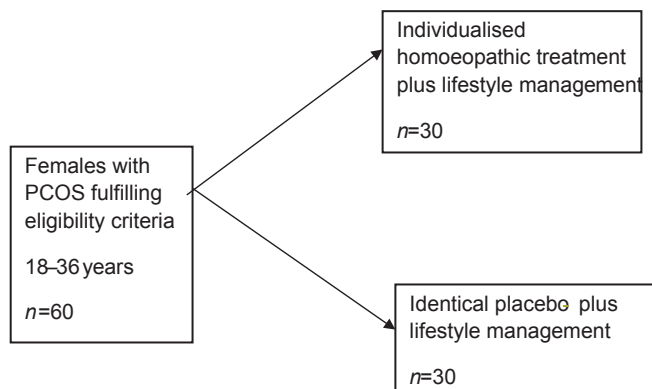 Individualised
homoeopathic treatment
plus lifestyle management
n=30
Females with
PCOS fulfilling
eligibility criteria
18–36 years
n=60
Identical placebo plus
lifestyle management
n=30